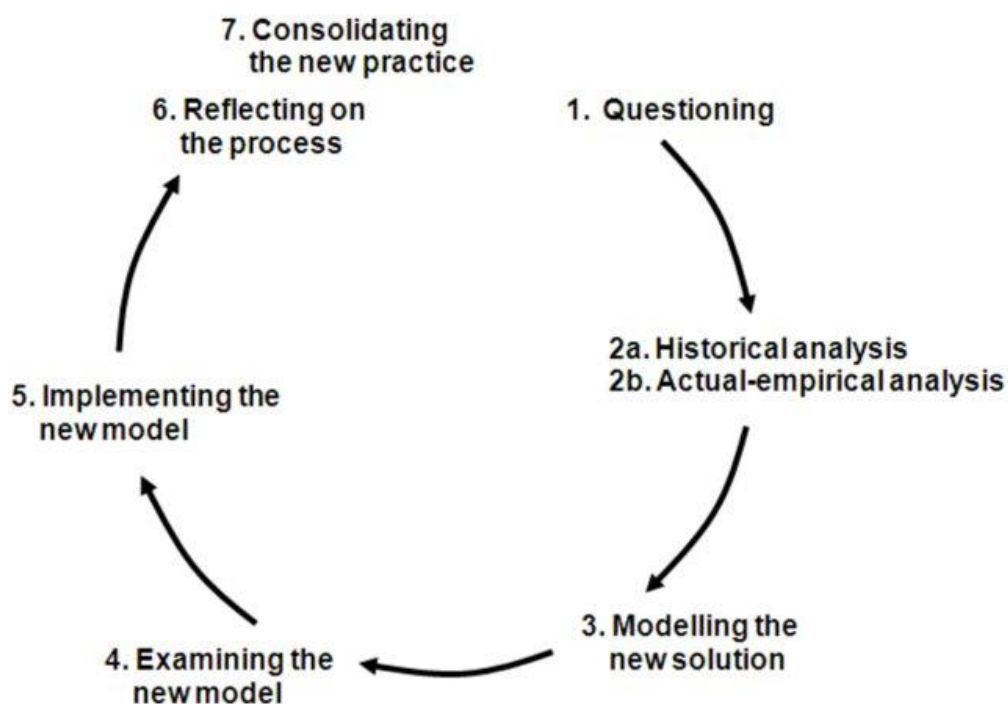 7. Consolidating
the new practice
6. Reflecting on
the process
1. Questioning
2a. Historical analysis
2b. Actual-empirical analysis
5. Implementing the
new model
3. Modelling the
new solution
4. Examining the
new model